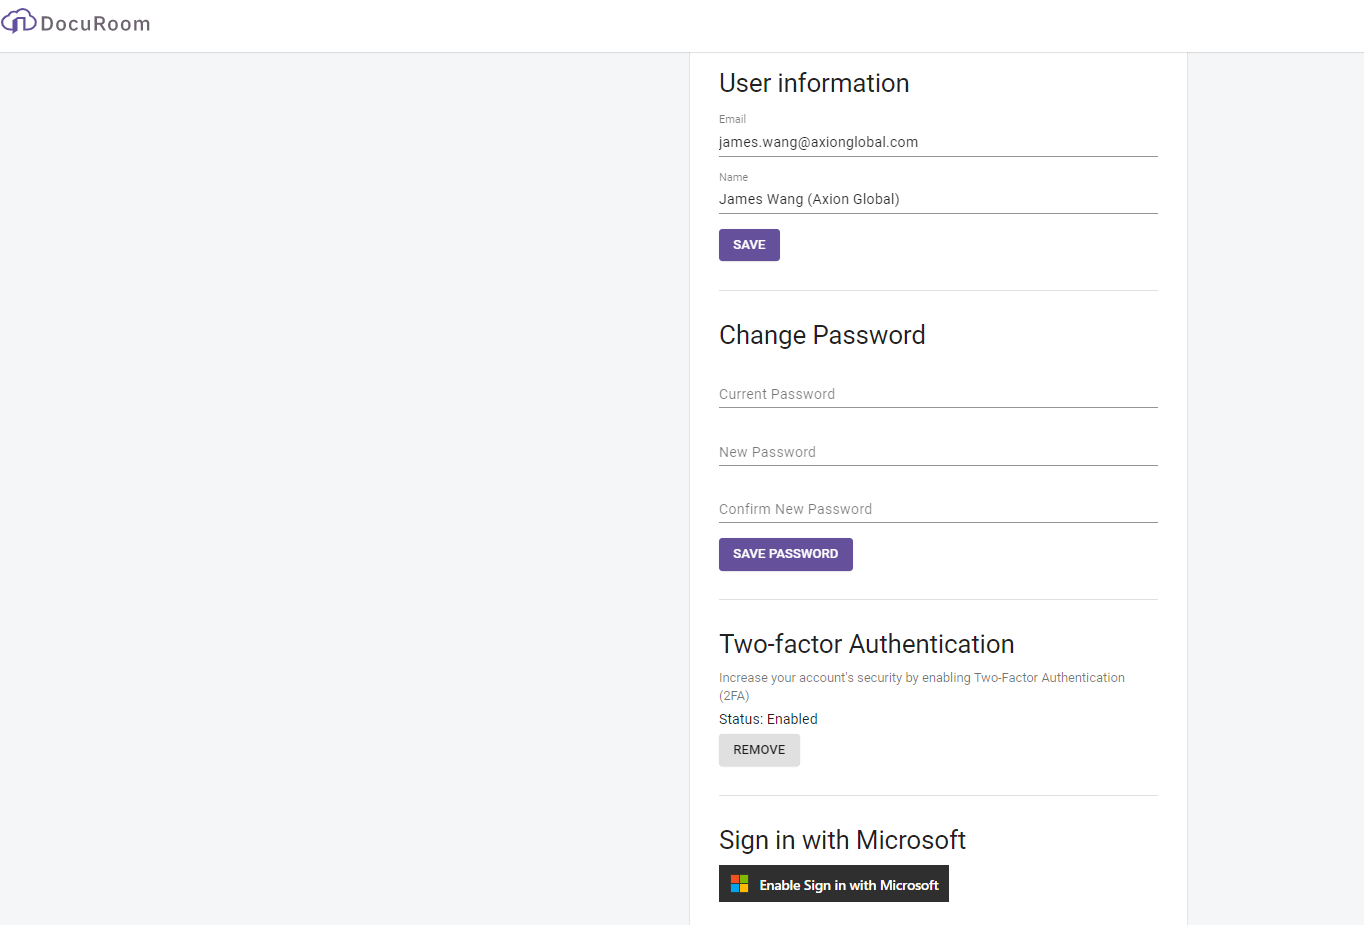 DocuRoom
User information
Email
james.wang@axionglobal.com
Name
James Wang (Axion Global)
SAVE
Change Password
Current Password
New Password
Confirm New Password
SAVE PASSWORD
Two-factor Authentication
Increase your account's security by enabling Two-Factor Authentication
(2FA)
Status: Enabled
REMOVE
Sign in with Microsoft
Enable Sign in with Microsoft